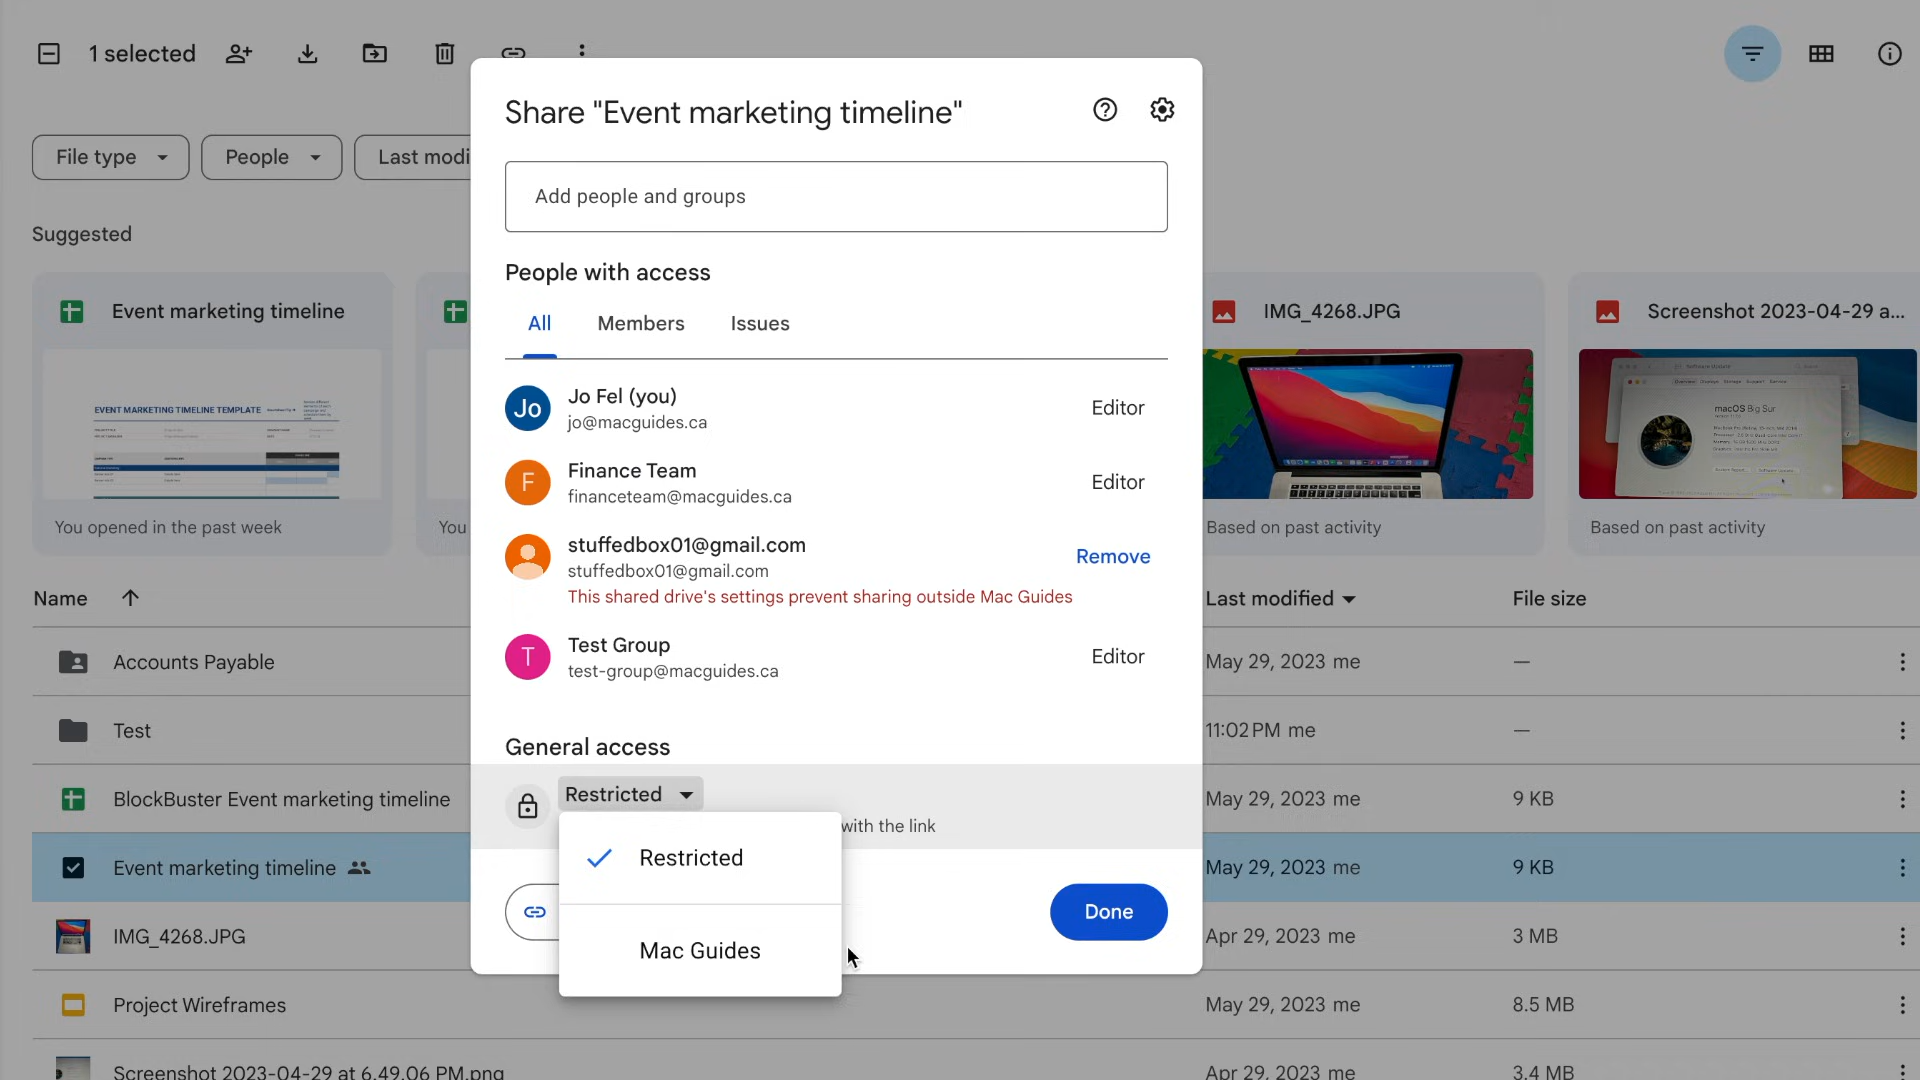 1 selected
Share "Event marketing timeline"
File type
People
Last modi
Add people and groups
Suggested
People with access
All
Members
Issues
Event marketing timeline
EVENT MARKETING TIMELINE TEMPLATE
You opened in the past week
You
IMG_4268.JPG
Based on past activity
Screenshot 2023-04-29 a...
macOS Big Sur
Based on past activity
Jo
Jo Fel (you)
jo@macguides.ca
Editor
F
Finance Team
financeteam@macguides.ca
Editor
stuffedbox01@gmail.com
stuffedbox01@gmail.com
Remove
This shared drive's settings prevent sharing outside Mac Guides
T
Test Group
test-group@macguides.ca
Editor
General access
Restricted
with the link
Restricted
Mac Guides
Done
Name
Last modified
File size
Accounts Payable
May 29, 2023 me
—
Test
11:02 PM me
—
BlockBuster Event marketing timeline
May 29, 2023 me
9 KB
Event marketing timeline
May 29, 2023 me
9 KB
IMG_4268.JPG
Apr 29, 2023 me
3 MB
Project Wireframes
May 29, 2023 me
8.5 MB
Screenshot 2023-04-29 at 6.49.06 PM.png
Apr 29, 2023 me
3.4 MB